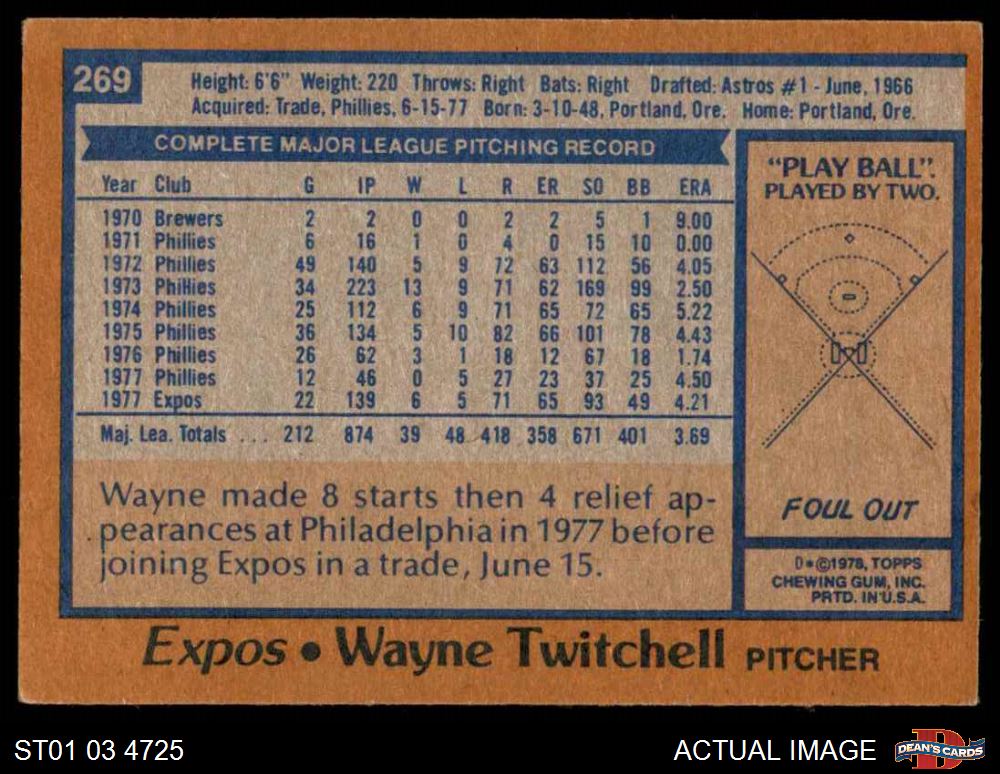 269
Height: 6'6" Weight: 220 Throws: Right Bats: Right Drafted: Astros #1 - June, 1966
Acquired: Trade, Phillies, 6-15-77 Born: 3-10-48, Portland, Ore. Home: Portland, Ore.
COMPLETE MAJOR LEAGUE PITCHING RECORD
Year Club G IP W L R ER SO BB ERA
1970 Brewers 2 2 0 0 2 2 5 1 9.00
1971 Phillies 6 16 1 0 4 0 15 10 0.00
1972 Phillies 49 140 5 9 72 63 112 56 4.05
1973 Phillies 34 223 13 9 71 62 169 99 2.50
1974 Phillies 25 112 6 9 71 65 72 65 5.22
1975 Phillies 36 134 5 10 82 66 101 78 4.43
1976 Phillies 26 62 3 1 18 12 67 18 1.74
1977 Phillies 12 46 0 5 27 23 37 25 4.50
1977 Expos 22 139 6 5 71 65 93 49 4.21
Maj. Lea. Totals ... 212 874 39 48 418 358 671 401 3.69
Wayne made 8 starts then 4 relief ap-
pearances at Philadelphia in 1977 before
joining Expos in a trade, June 15.
"PLAY BALL".
PLAYED BY TWO.
FOUL OUT
D*©1978, TOPPS
CHEWING GUM, INC.
PRTD. IN U.S.A.
Expos • Wayne Twitchell PITCHER
ST01 03 4725
ACTUAL IMAGE
D
DEAN'S CARDS